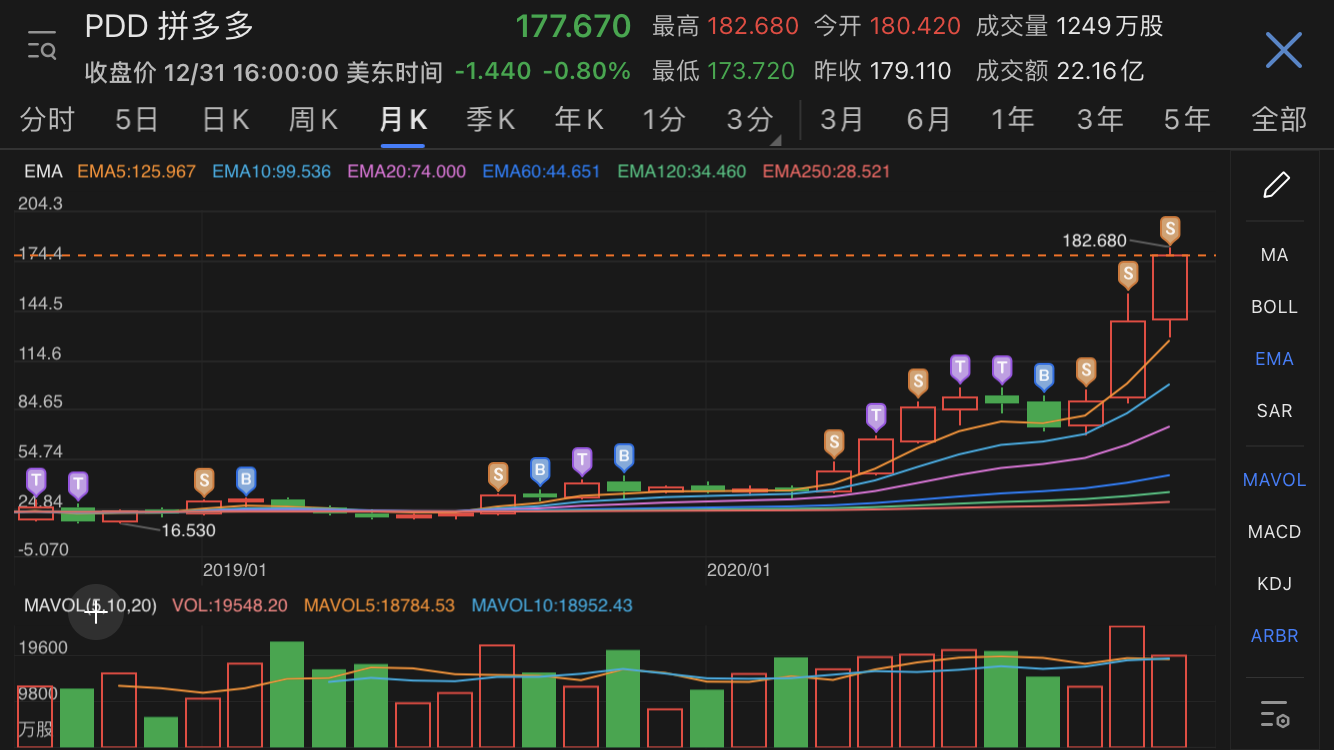 PDD 拼多多 177.670 最高 182.680 今开 180.420 成交量 1249万股
收盘价 12/31 16:00:00 美东时间 -1.440 -0.80% 最低 173.720 昨收 179.110 成交额 22.16亿
分时 5日 日K 周K 月K 季K 年K 1分 3分 3月 6月 1年 3年 5年 全部
EMA EMA5:125.967 EMA10:99.536 EMA20:74.000 EMA60:44.651 EMA120:34.460 EMA250:28.521
204.3
S
182.680
174.4
S
144.5
114.6
T T B S
S
84.65
T
S
54.74
T T S B S B T B
24.84
16.530
-5.070
2019/01 2020/01
MAVOL(5,10,20) VOL:19548.20 MAVOL5:18784.53 MAVOL10:18952.43
19600
9800
万股
MA
BOLL
EMA
SAR
MAVOL
MACD
KDJ
ARBR